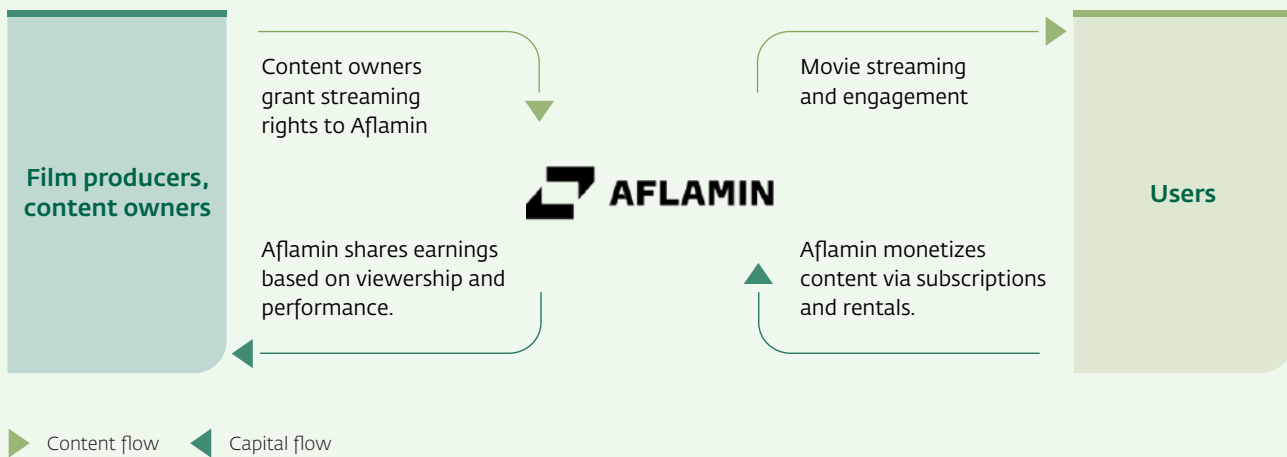 Content owners
grant streaming
rights to Aflamin
Movie streaming
and engagement
Film producers,
content owners
AFLAMIN
Users
Aflamin shares earnings
based on viewership and
performance.
Aflamin monetizes
content via subscriptions
and rentals.
Content flow
Capital flow